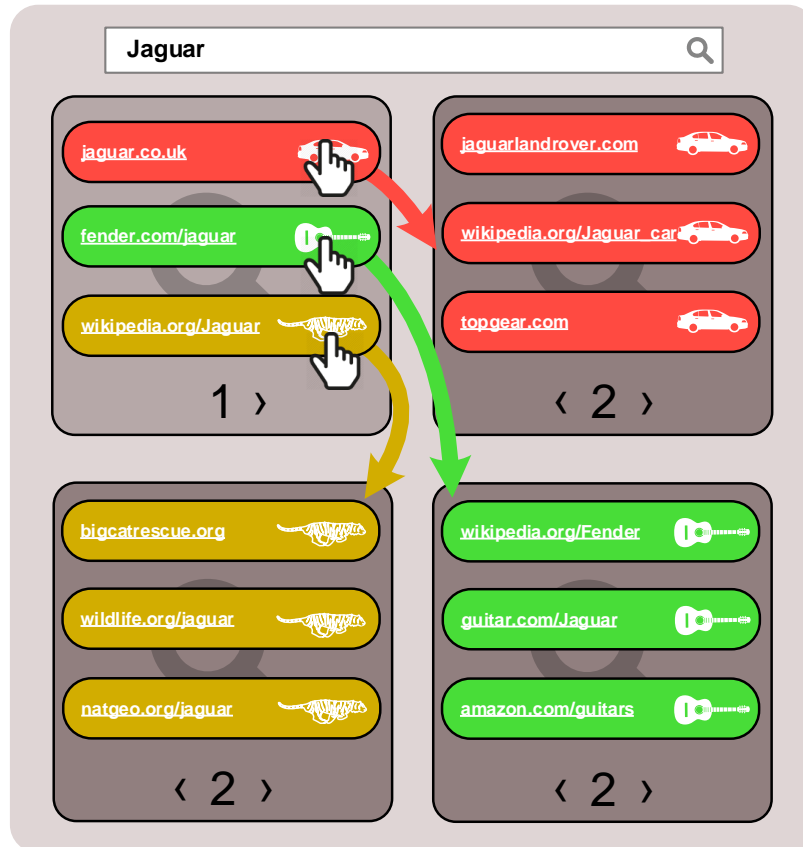 Jaguar
jaguar.co.uk
fender.com/jaguar
wikipedia.org/Jaguar
1 ›
jaguarlandrover.com
wikipedia.org/Jaguar_car
topgear.com
‹ 2 ›
bigcatrescue.org
wildlife.org/jaguar
natgeo.org/jaguar
‹ 2 ›
wikipedia.org/Fender
guitar.com/Jaguar
amazon.com/guitars
‹ 2 ›